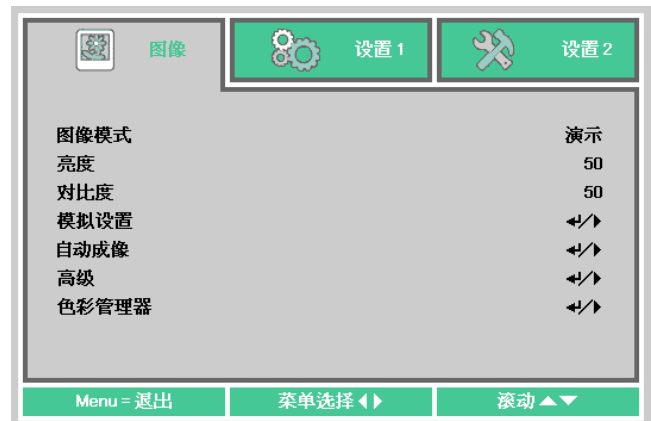 图像 设置 1 设置 2
图像模式 演示
亮度 50
对比度 50
模拟设置 ↵/▶
自动成像 ↵/▶
高级 ↵/▶
色彩管理器 ↵/▶
Menu = 退出 菜单选择 ◀▶ 滚动 ▲▼